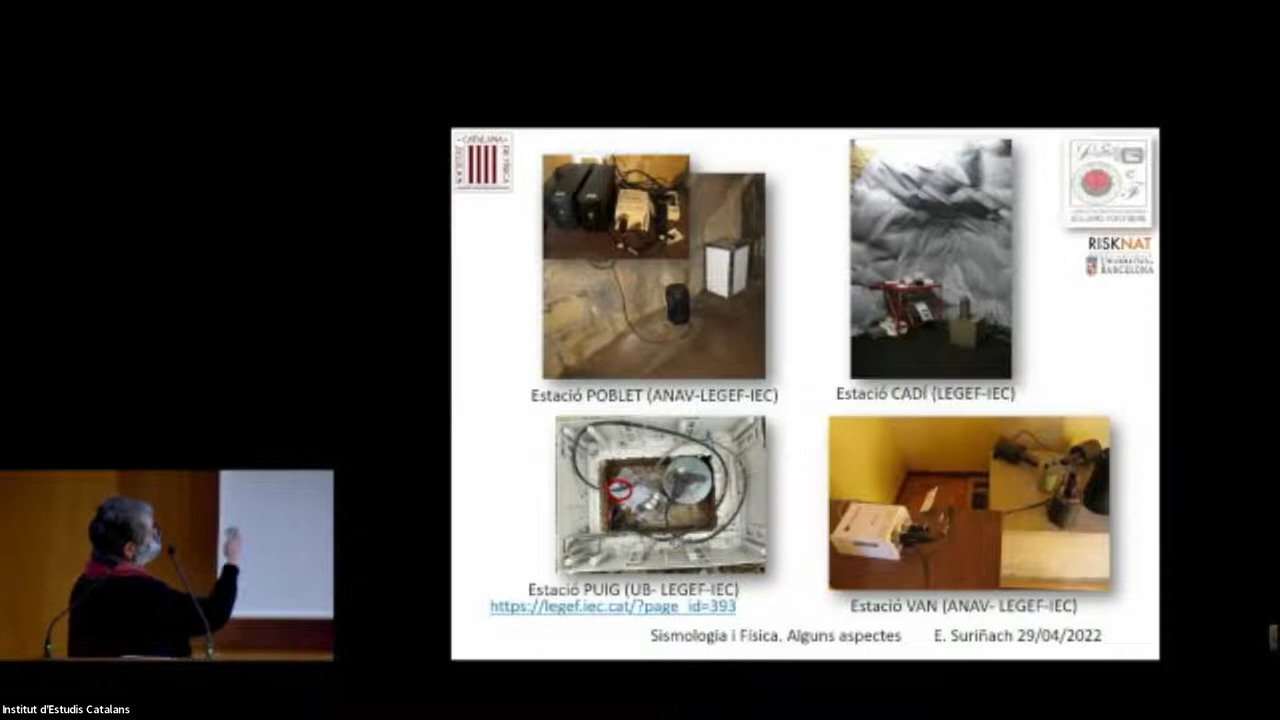 RISKNAT
BARCELONA
Estació POBLET (ANAV-LEGEF-IEC)
Estació CADÍ (LEGEF-IEC)
Estació PUIG (UB- LEGEF-IEC)
https://legef.iec.cat/?page_id=393
Estació VAN (ANAV- LEGEF-IEC)
Sismologia i Física. Alguns aspectes
E. Suriñach 29/04/2022
Institut d'Estudis Catalans